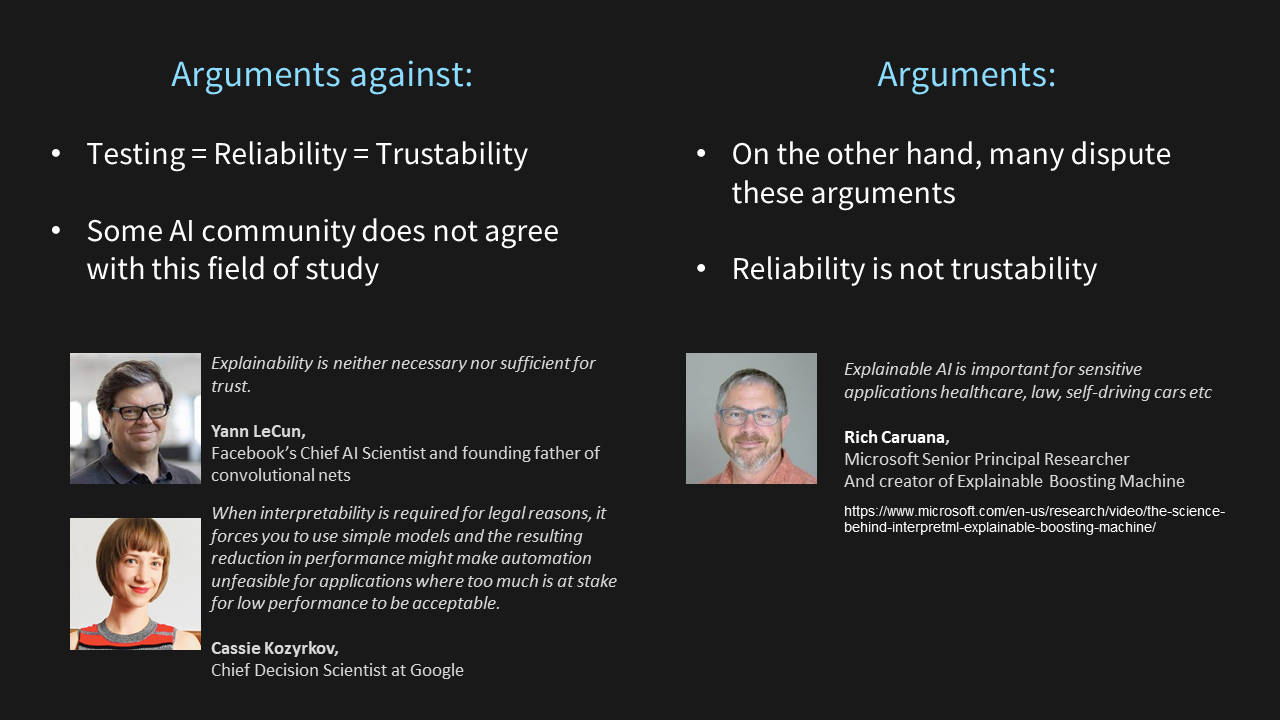 Arguments against:
• Testing = Reliability = Trustability
• Some AI community does not agree
with this field of study
Explainability is neither necessary nor sufficient for
trust.
Yann LeCun,
Facebook’s Chief AI Scientist and founding father of
convolutional nets
When interpretability is required for legal reasons, it
forces you to use simple models and the resulting
reduction in performance might make automation
unfeasible for applications where too much is at stake
for low performance to be acceptable.
Cassie Kozyrkov,
Chief Decision Scientist at Google
Arguments:
• On the other hand, many dispute
these arguments
• Reliability is not trustability
Explainable AI is important for sensitive
applications healthcare, law, self-driving cars etc
Rich Caruana,
Microsoft Senior Principal Researcher
And creator of Explainable Boosting Machine
https://www.microsoft.com/en-us/research/video/the-science-
behind-interpretml-explainable-boosting-machine/